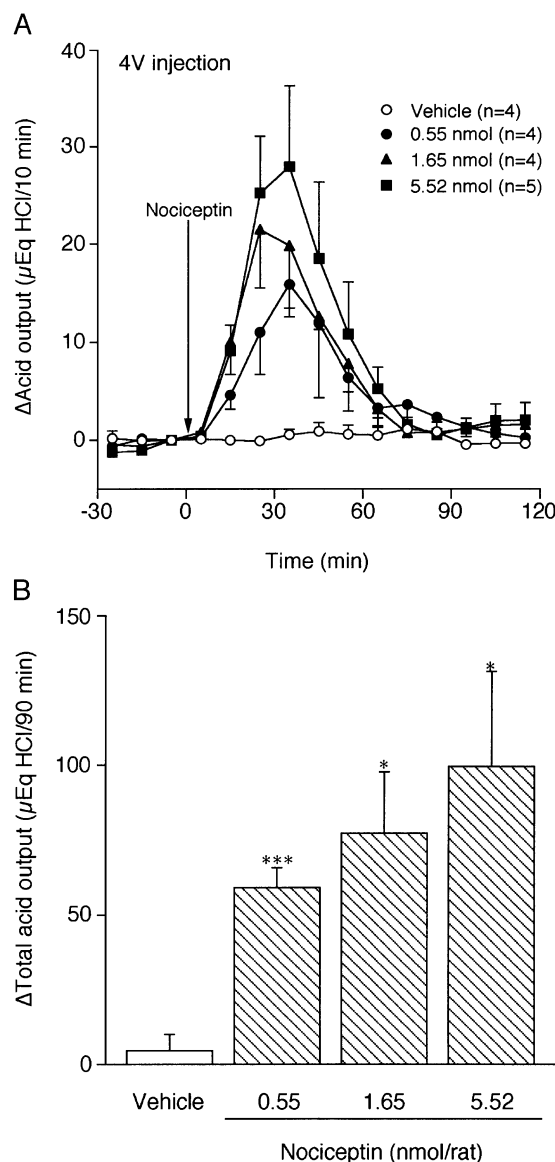 A
4V injection
Vehicle (n=4)
0.55 nmol (n=4)
1.65 nmol (n=4)
5.52 nmol (n=5)
Nociceptin
ΔAcid output (μEq HCl/10 min)
40
30
20
10
0
-30 0 30 60 90 120
Time (min)
B
ΔTotal acid output (μEq HCl/90 min)
150
100
50
0
*
*
***
Vehicle 0.55 1.65 5.52
Nociceptin (nmol/rat)